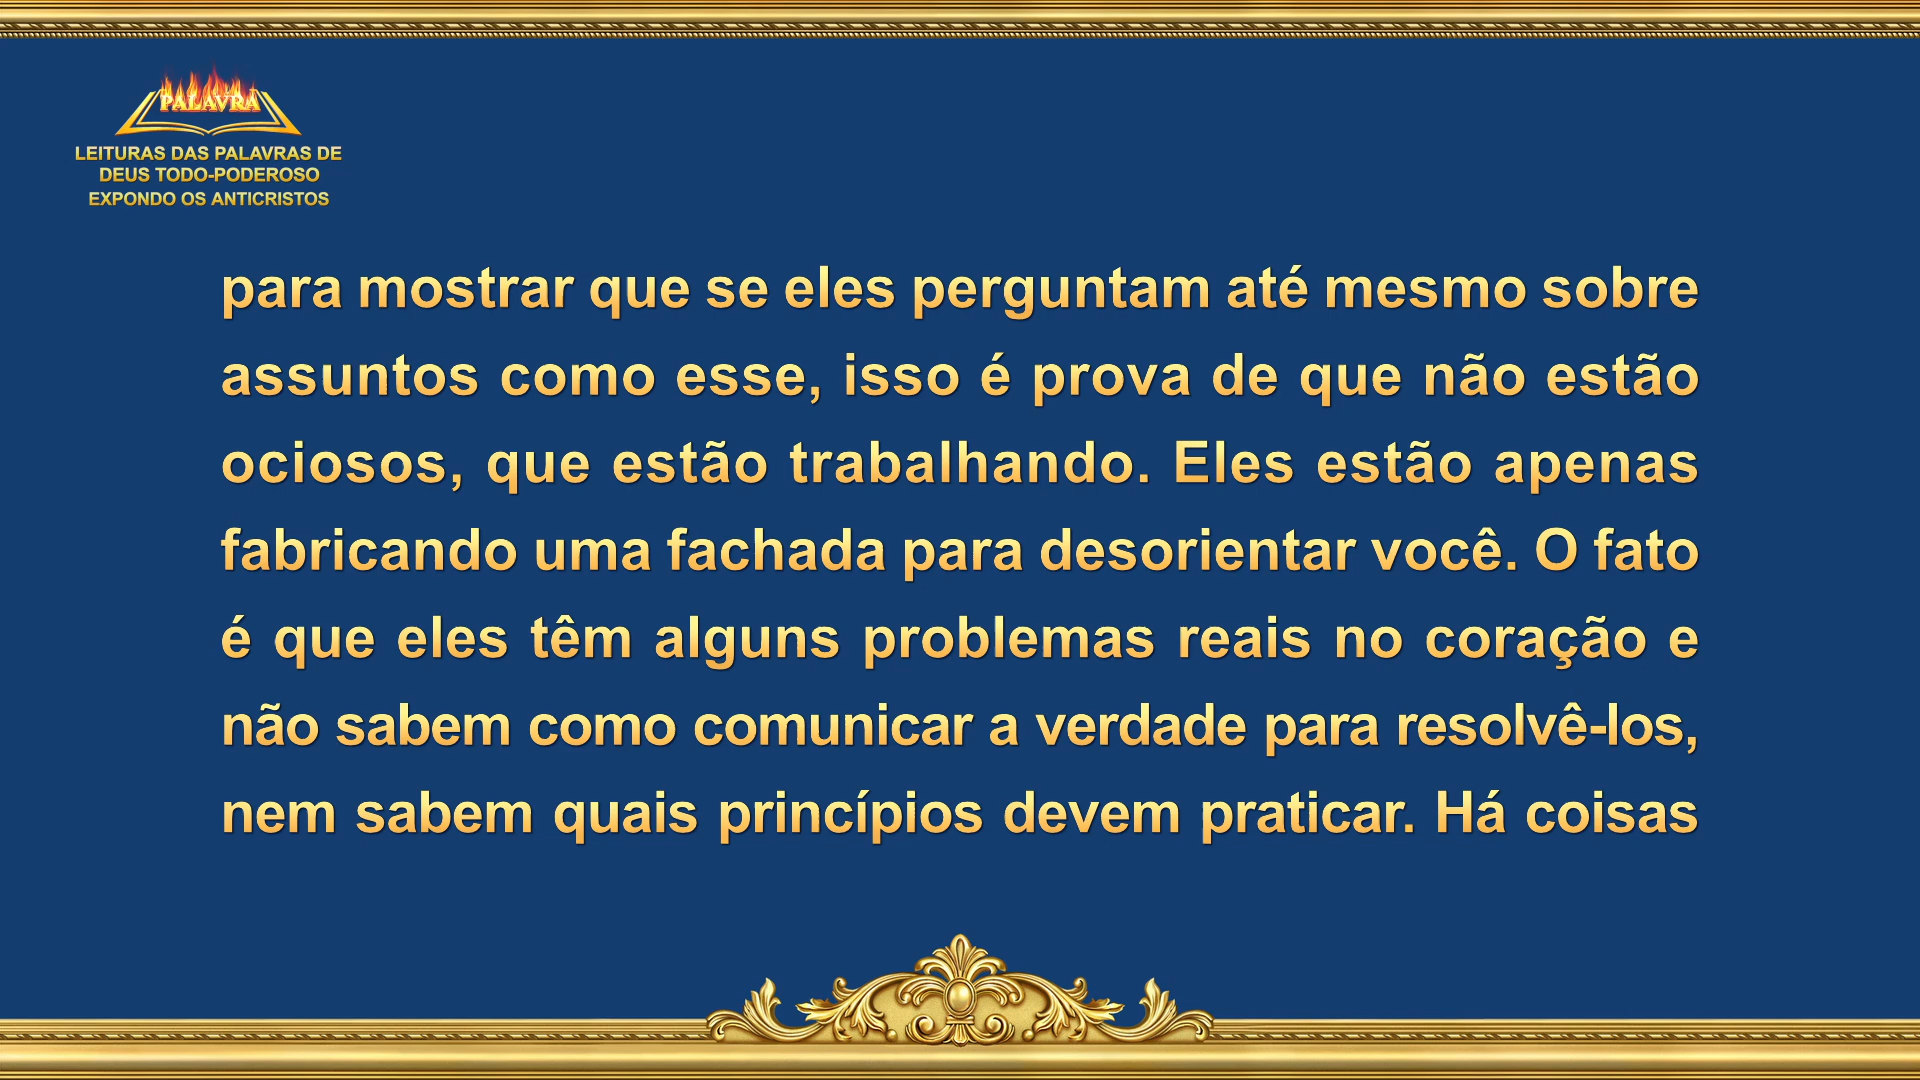 PALAVRA
LEITURAS DAS PALAVRAS DE
DEUS TODO-PODEROSO
EXPONDO OS ANTICRISTOS
para mostrar que se eles perguntam até mesmo sobre
assuntos como esse, isso é prova de que não estão
ociosos, que estão trabalhando. Eles estão apenas
fabricando uma fachada para desorientar você. O fato
é que eles têm alguns problemas reais no coração e
não sabem como comunicar a verdade para resolvê-los,
nem sabem quais princípios devem praticar. Há coisas